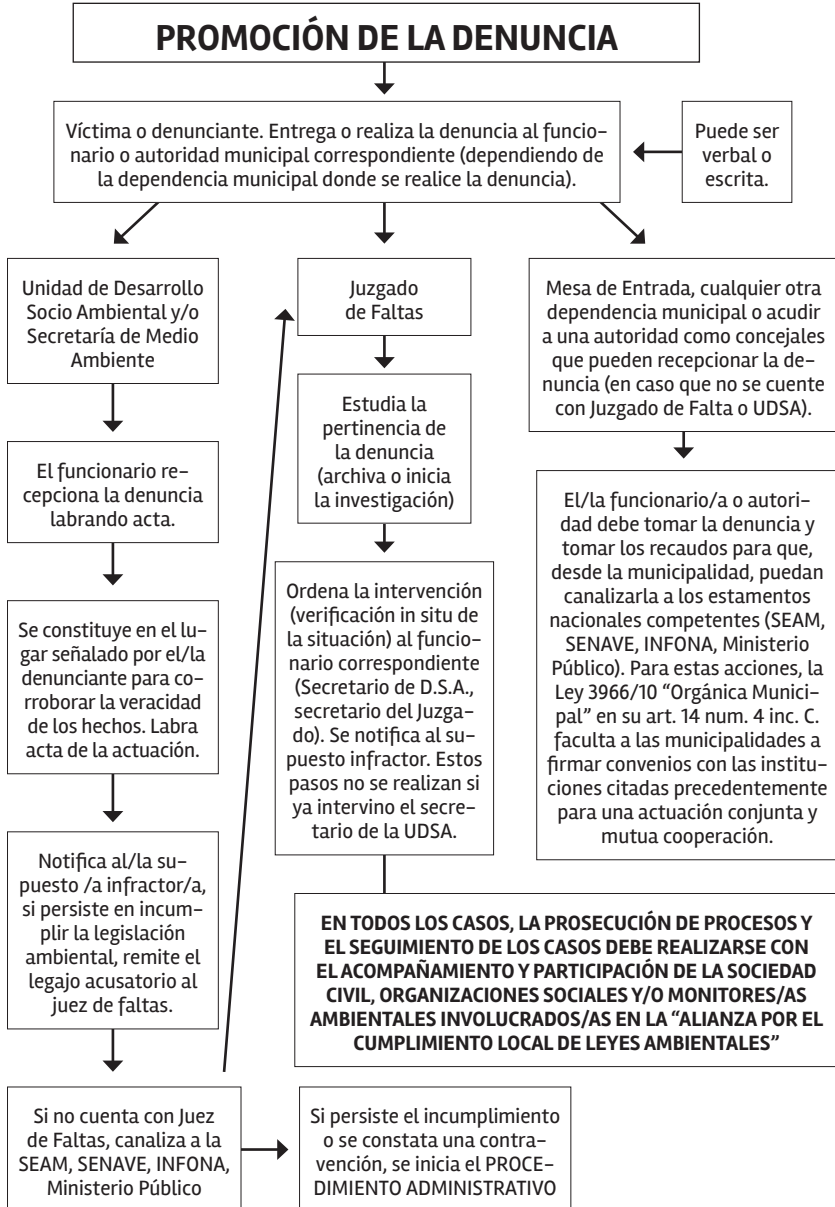 PROMOCIÓN DE LA DENUNCIA
Víctima o denunciante. Entrega o realiza la denuncia al funcio-
nario o autoridad municipal correspondiente (dependiendo de
la dependencia municipal donde se realice la denuncia).
Puede ser
verbal o
escrita.
Unidad de Desarrollo
Socio Ambiental y/o
Secretaría de Medio
Ambiente
El funcionario re-
cepciona la denuncia
labrando acta.
Se constituye en el lu-
gar señalado por el/la
denunciante para co-
rroborar la veracidad
de los hechos. Labra
acta de la actuación.
Notifica al/la su-
puesto /a infractor/a,
si persiste en incum-
plir la legislación
ambiental, remite el
legajo acusatorio al
juez de faltas.
Si no cuenta con Juez
de Faltas, canaliza a la
SEAM, SENAVE, INFONA,
Ministerio Público
Juzgado
de Faltas
Estudia la
pertinencia de
la denuncia
(archiva o inicia
la investigación)
Ordena la intervención
(verificación in situ de
la situación) al funcio-
nario correspondiente
(Secretario de D.S.A.,
secretario del Juzga-
do). Se notifica al su-
puesto infractor. Estos
pasos no se realizan si
ya intervino el secre-
tario de la UDSA.
Mesa de Entrada, cualquier otra
dependencia municipal o acudir
a una autoridad como concejales
que pueden recepcionar la de-
nuncia (en caso que no se cuente
con Juzgado de Falta o UDSA).
El/la funcionario/a o autori-
dad debe tomar la denuncia y
tomar los recaudos para que,
desde la municipalidad, puedan
canalizarla a los estamentos
nacionales competentes (SEAM,
SENAVE, INFONA, Ministerio
Público). Para estas acciones, la
Ley 3966/10 “Orgánica Munici-
pal” en su art. 14 num. 4 inc. C.
faculta a las municipalidades a
firmar convenios con las institu-
ciones citadas precedentemente
para una actuación conjunta y
mutua cooperación.
EN TODOS LOS CASOS, LA PROSECUCIÓN DE PROCESOS Y
EL SEGUIMIENTO DE LOS CASOS DEBE REALIZARSE CON
EL ACOMPAÑAMIENTO Y PARTICIPACIÓN DE LA SOCIEDAD
CIVIL, ORGANIZACIONES SOCIALES Y/O MONITORES/AS
AMBIENTALES INVOLUCRADOS/AS EN LA “ALIANZA POR EL
CUMPLIMIENTO LOCAL DE LEYES AMBIENTALES”
Si persiste el incumplimiento
o se constata una contra-
vención, se inicia el PROCE-
DIMIENTO ADMINISTRATIVO